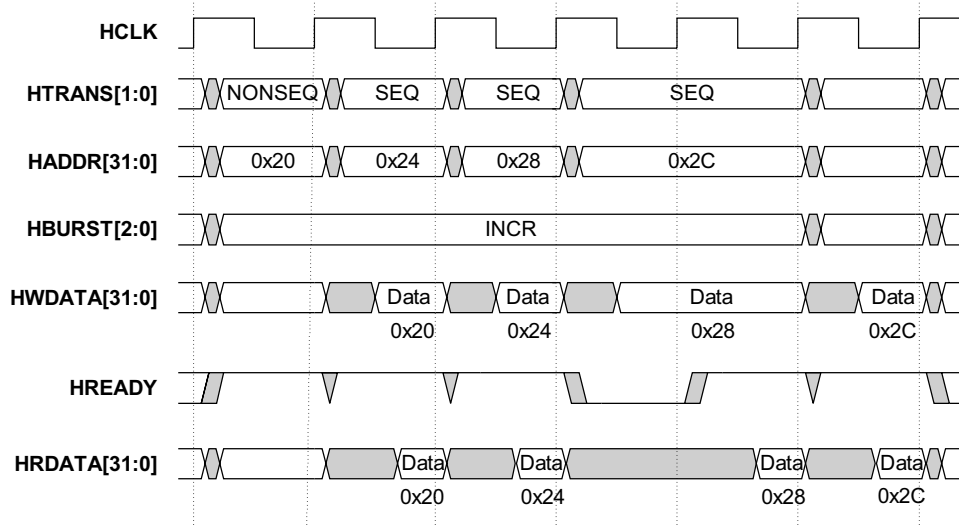 HCLK
HTRANS[1:0] NONSEQ SEQ SEQ SEQ
HADDR[31:0] 0x20 0x24 0x28 0x2C
HBURST[2:0] INCR
HWDATA[31:0] Data Data Data Data
0x20 0x24 0x28 0x2C
HREADY
HRDATA[31:0] Data Data Data Data
0x20 0x24 0x28 0x2C